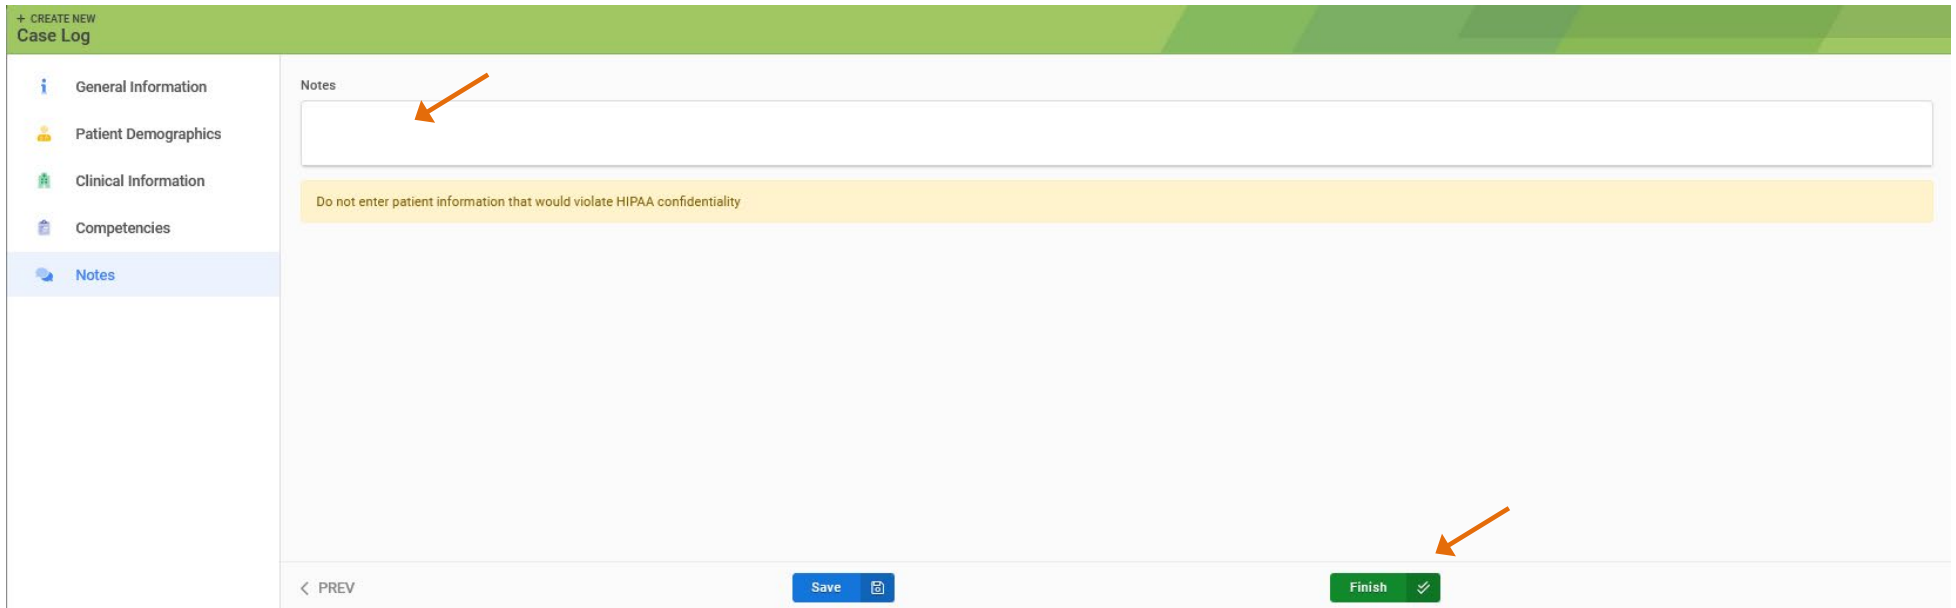 + CREATE NEW
Case Log
General Information
Patient Demographics
Clinical Information
Competencies
Notes
Notes
Do not enter patient information that would violate HIPAA confidentiality
< PREV
Save
Finish